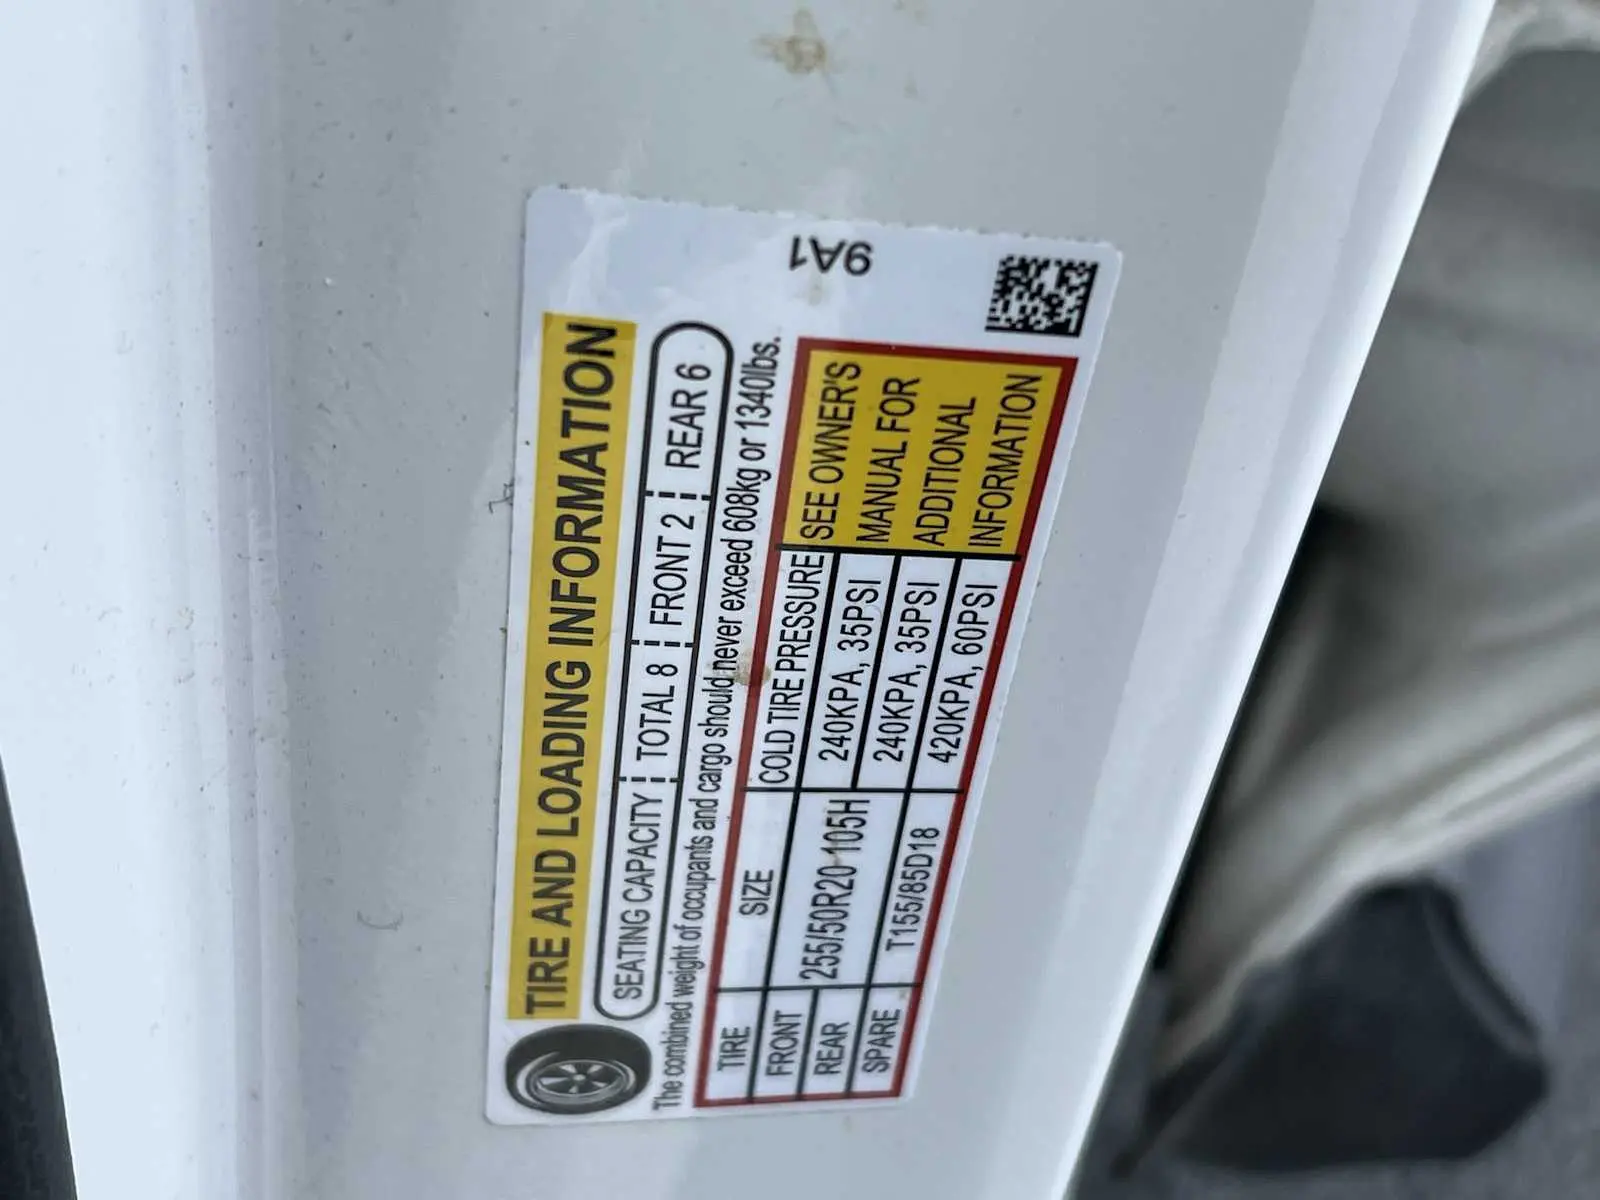 TIRE AND LOADING INFORMATION
SEATING CAPACITY TOTAL 8 FRONT 2 REAR 6
The combined weight of occupants and cargo should never exceed 608kg or 1340lbs.
TIRE SIZE COLD TIRE PRESSURE SEE OWNER'S
FRONT 255/50R20 105H 240KPA, 35PSI MANUAL FOR
REAR 240KPA, 35PSI ADDITIONAL
SPARE T155/85D18 420KPA, 60PSI INFORMATION
9A1